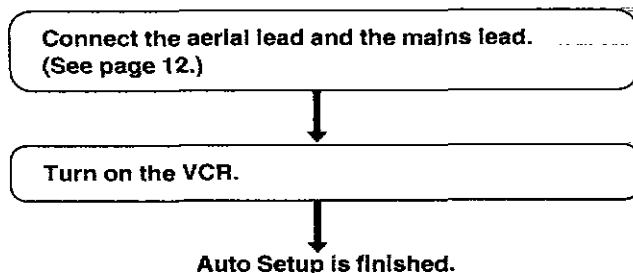 Connect the aerial lead and the mains lead.
(See page 12.)
Turn on the VCR.
Auto Setup is finished.